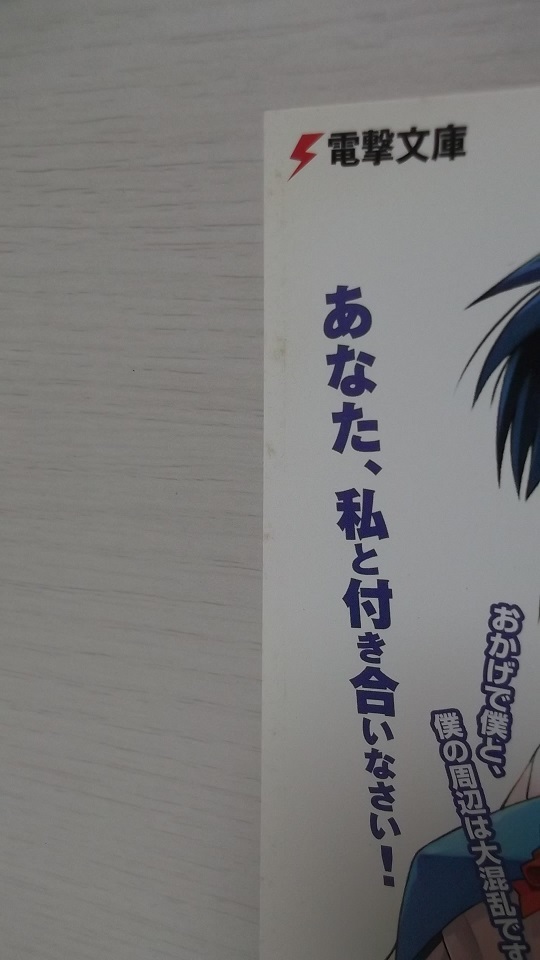 電撃文庫
あなた、私と付き合いなさい!
おかげで僕と、
僕の周辺は大混乱です